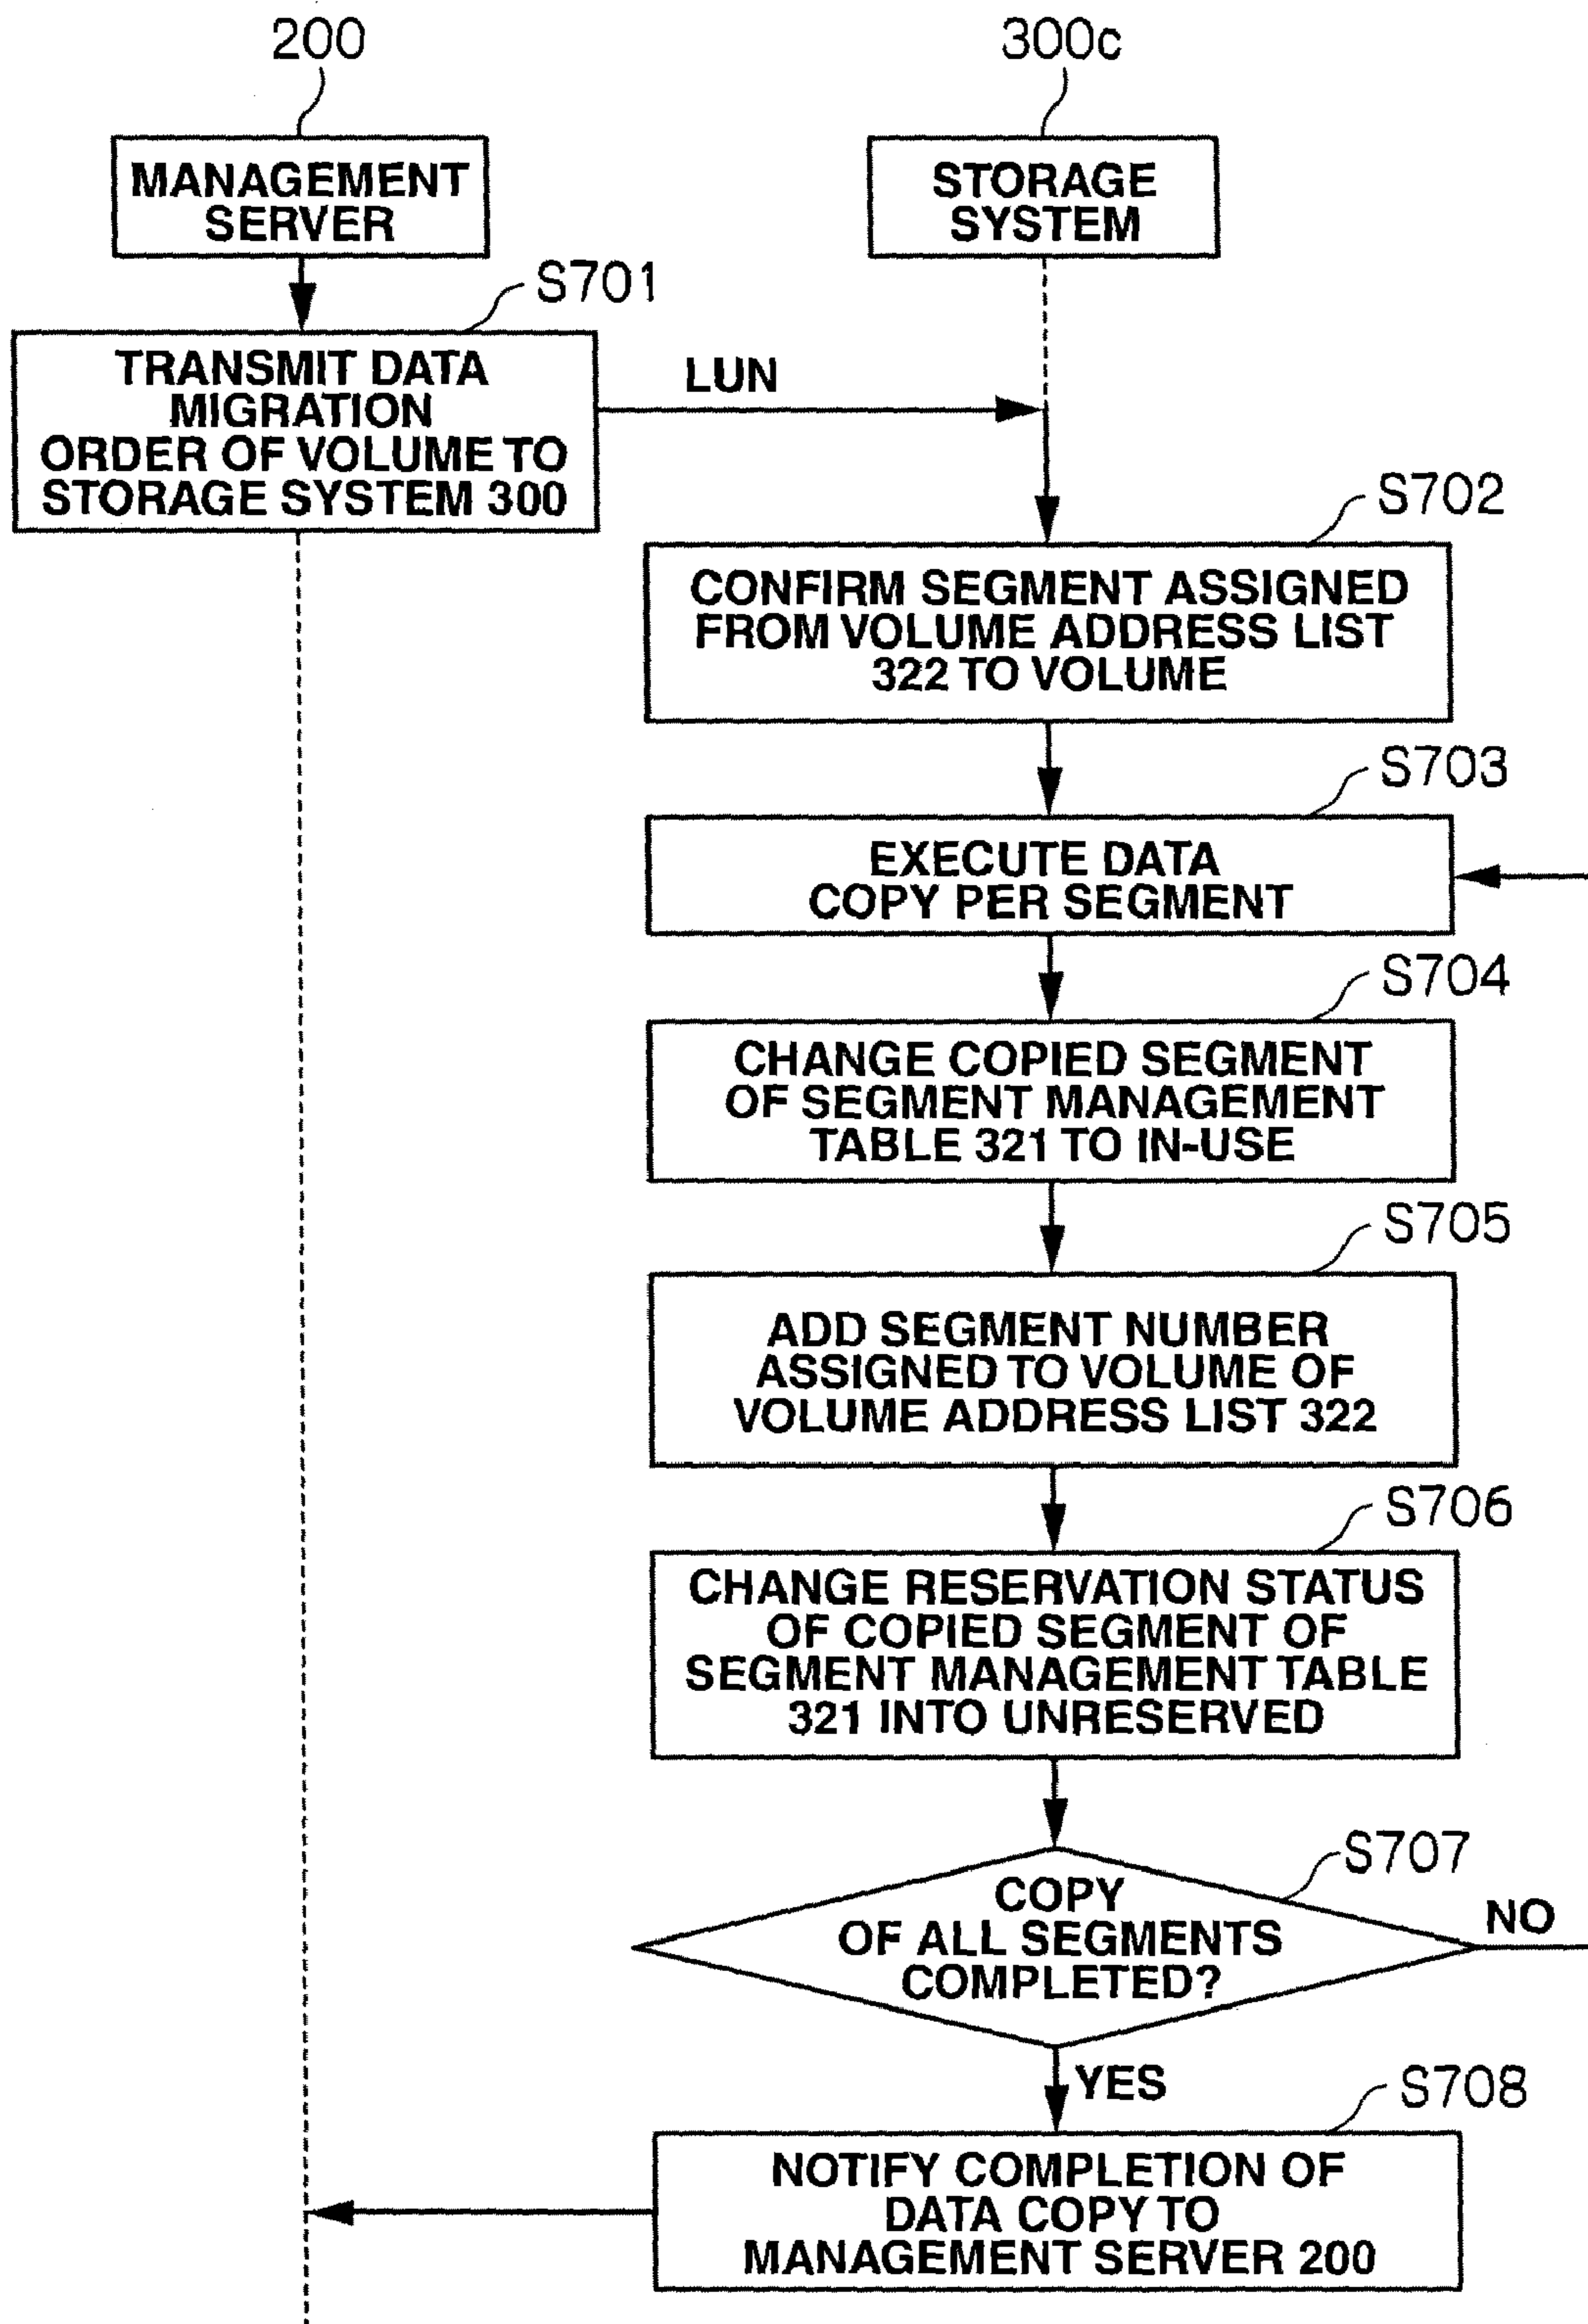 200
300c
MANAGEMENT
SERVER
STORAGE
SYSTEM
S701
TRANSMIT DATA
MIGRATION
ORDER OF VOLUME TO
STORAGE SYSTEM 300
LUN
S702
CONFIRM SEGMENT ASSIGNED
FROM VOLUME ADDRESS LIST
322 TO VOLUME
S703
EXECUTE DATA
COPY PER SEGMENT
S704
CHANGE COPIED SEGMENT
OF SEGMENT MANAGEMENT
TABLE 321 TO IN-USE
S705
ADD SEGMENT NUMBER
ASSIGNED TO VOLUME OF
VOLUME ADDRESS LIST 322
S706
CHANGE RESERVATION STATUS
OF COPIED SEGMENT OF
SEGMENT MANAGEMENT TABLE
321 INTO UNRESERVED
S707
COPY
OF ALL SEGMENTS
COMPLETED?
NO
YES
S708
NOTIFY COMPLETION OF
DATA COPY TO
MANAGEMENT SERVER 200